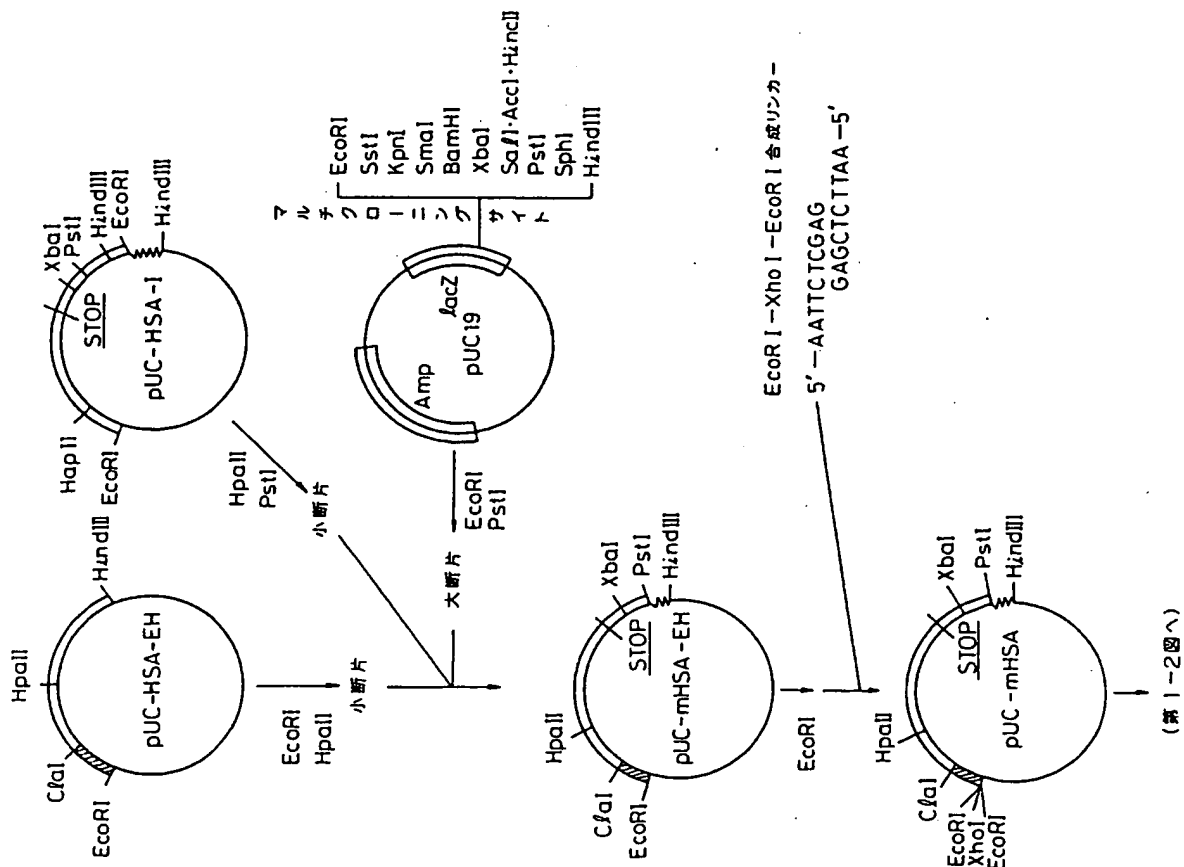 HpaII
ClaI
EcoRI
HindIII
pUC-HSA-EH
EcoRI
HpaII
小断片
HapII
EcoRI
STOP
XbaI
PstI
HindIII
EcoRI
HindIII
pUC-HSA-I
HpaII
PstI
小断片
Amp
lacZ
pUC19
マルチクローニングサイト
EcoRI
SstI
KpnI
SmaI
BamHI
XbaI
SalI・AccI・HincII
PstI
SphI
HindIII
EcoRI
PstI
大断片
HpaII
ClaI
EcoRI
STOP
XbaI
PstI
HindIII
pUC-mHSA-EH
EcoRI
EcoRI-XhoI-EcoRI合成リンカー
5′-AATTCTCGAG
GAGCTCTTAA-5′
HpaII
ClaI
EcoRI
XhoI
EcoRI
STOP
XbaI
PstI
HindIII
pUC-mHSA
(第1-2図へ)